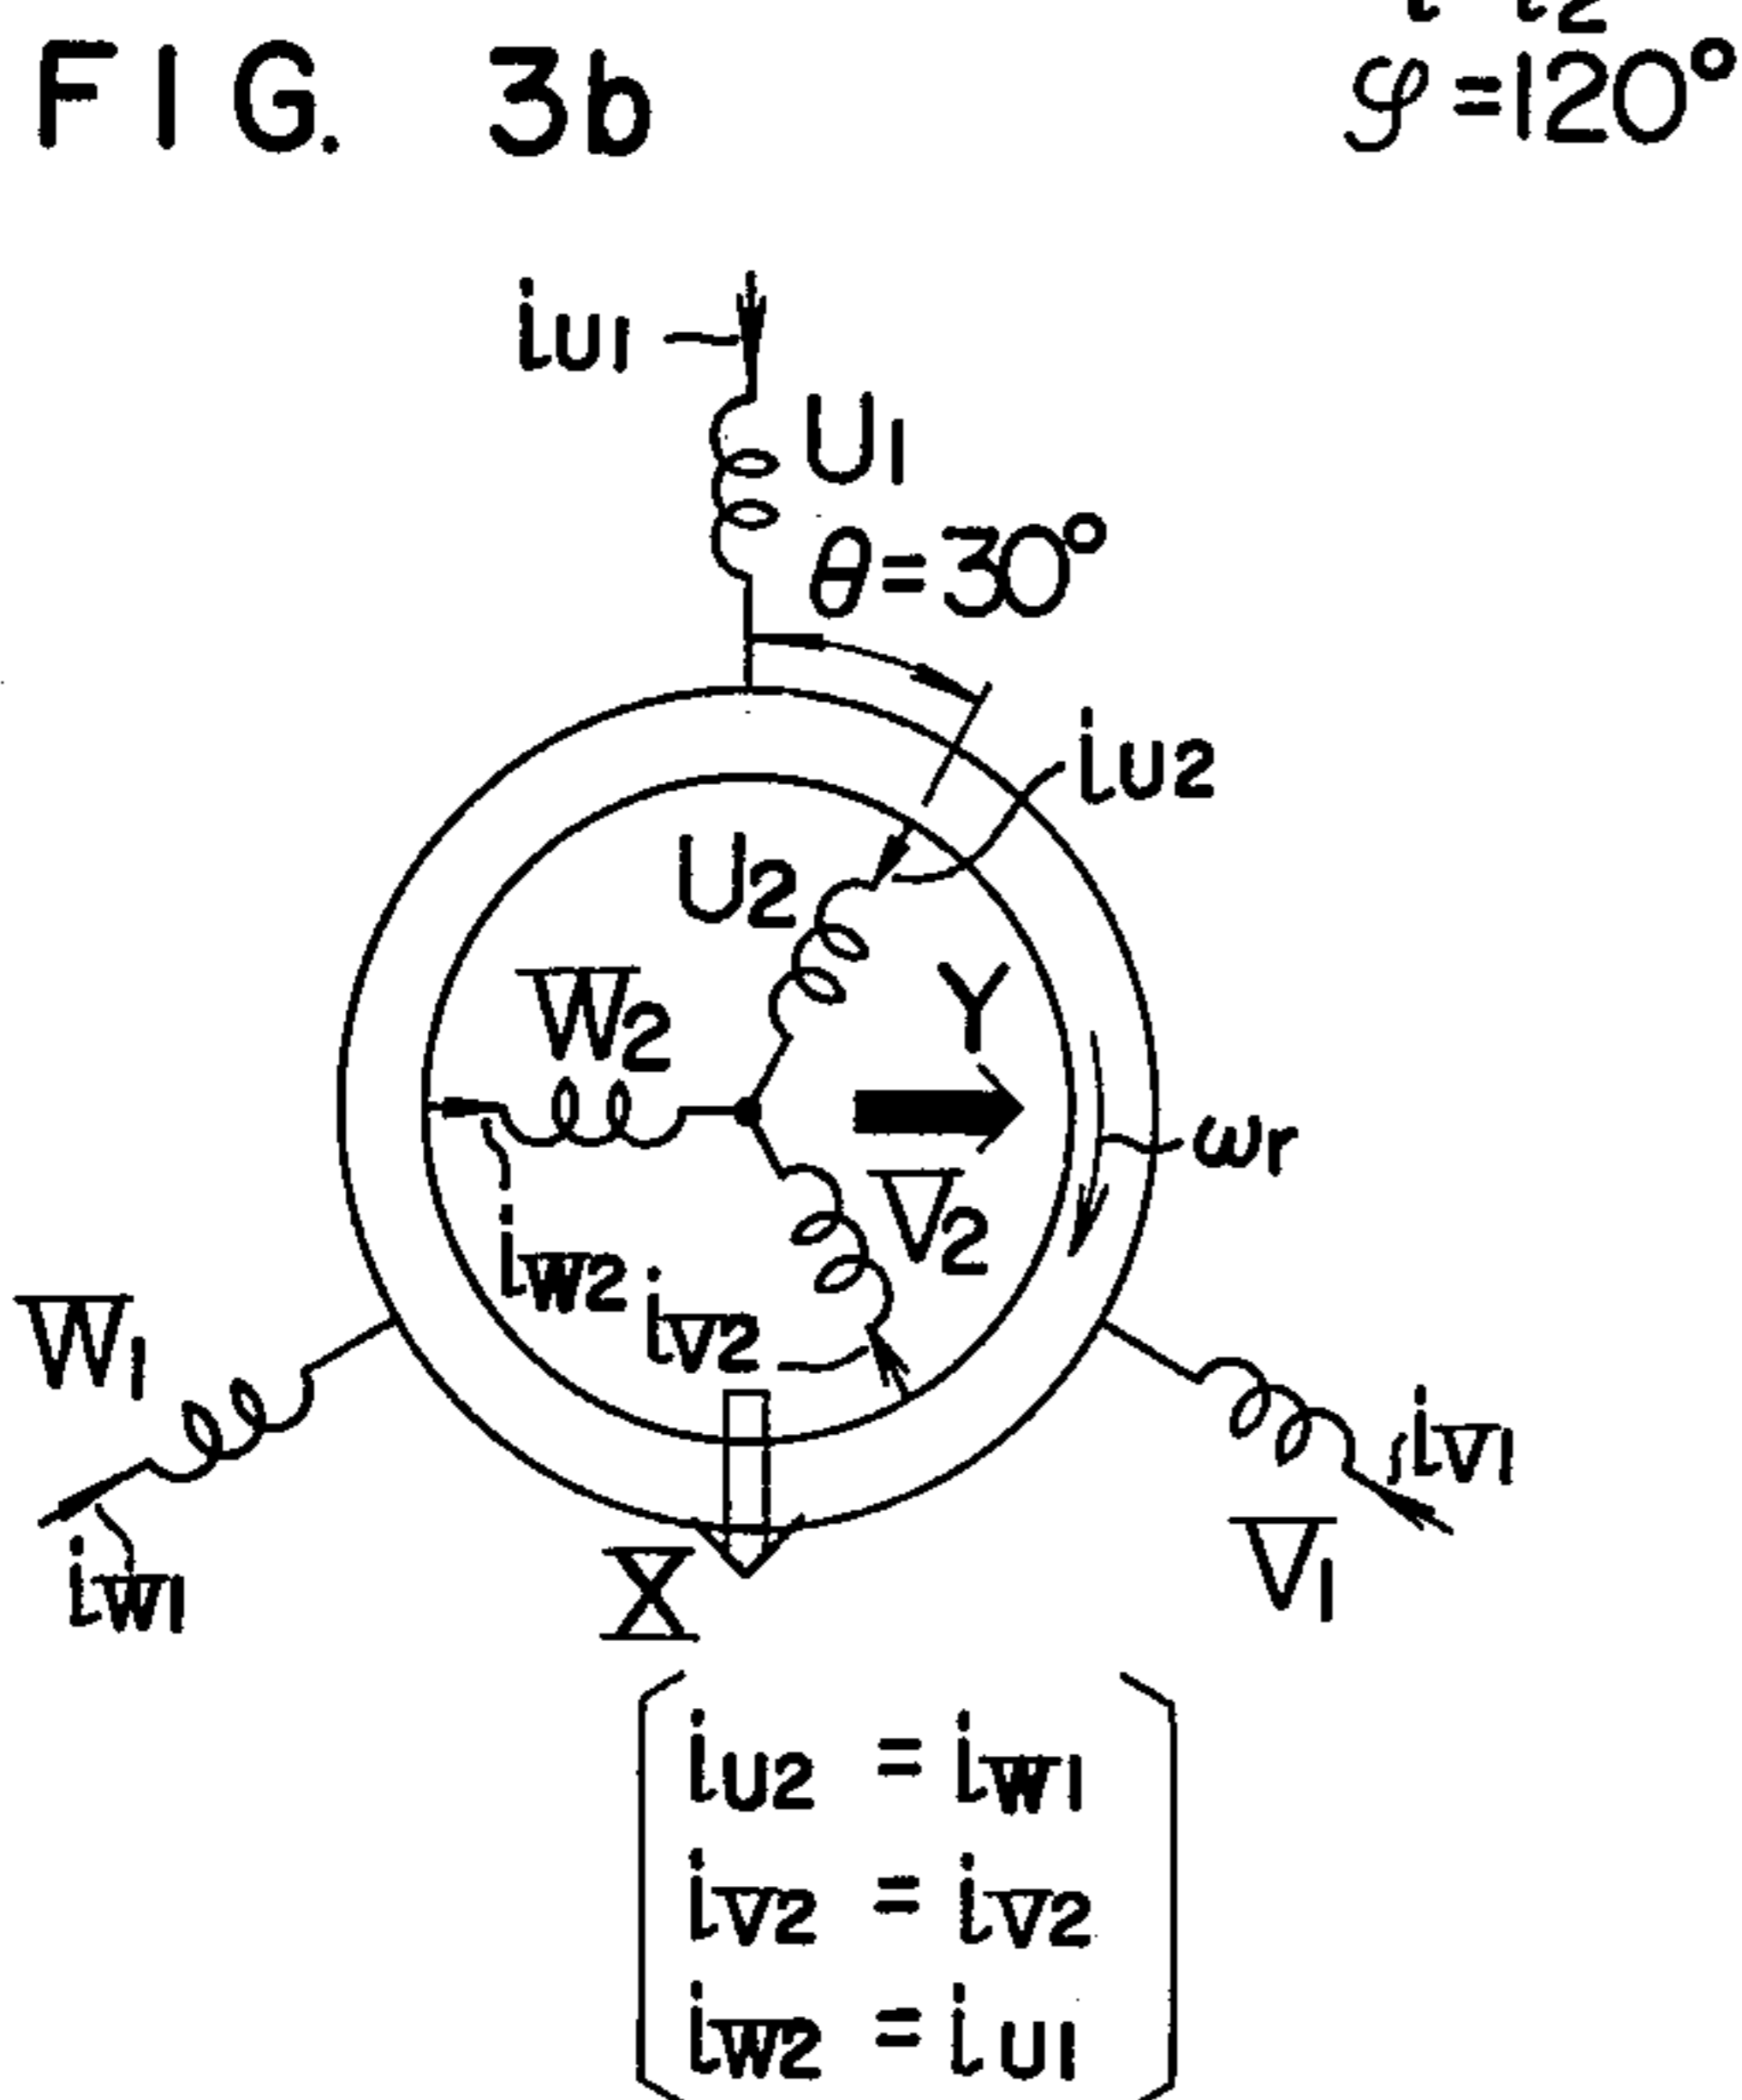 FIG. 3b
φ=120°
iU1
U1
θ=30°
iU2
U2
W2
Y
ωr
V2
iW2
iV2
W1
iV1
iW1
V1
X
iU2 = iW1
iV2 = iV2
iW2 = iU1